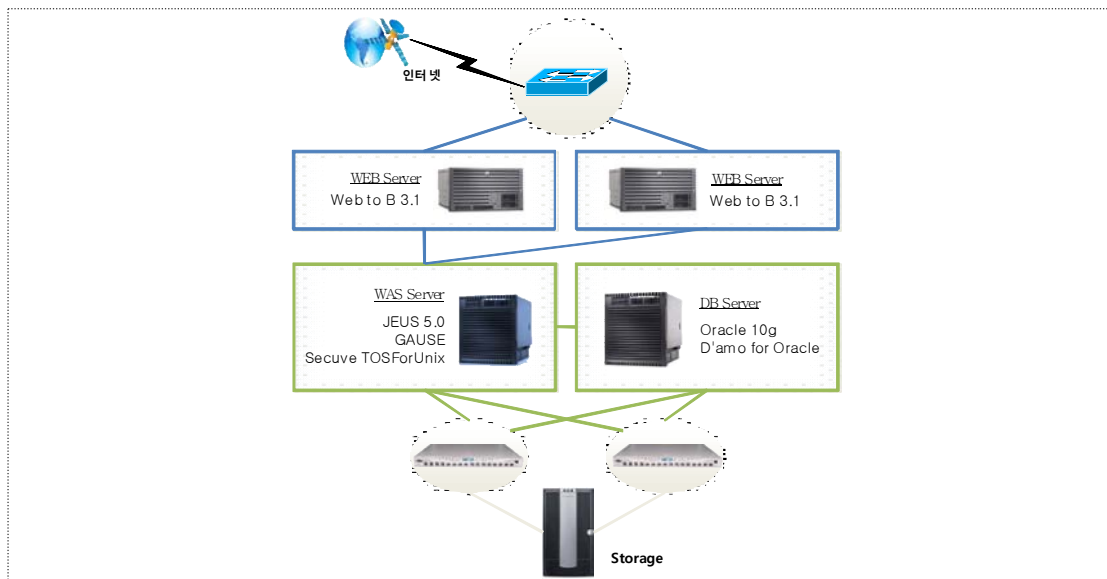 인터 넷
WEB Server
Web to B 3.1
WEB Server
Web to B 3.1
WAS Server
JEUS 5.0
GAUSE
Secuve TOSForUnix
DB Server
Oracle 10g
D'amo for Oracle
Storage